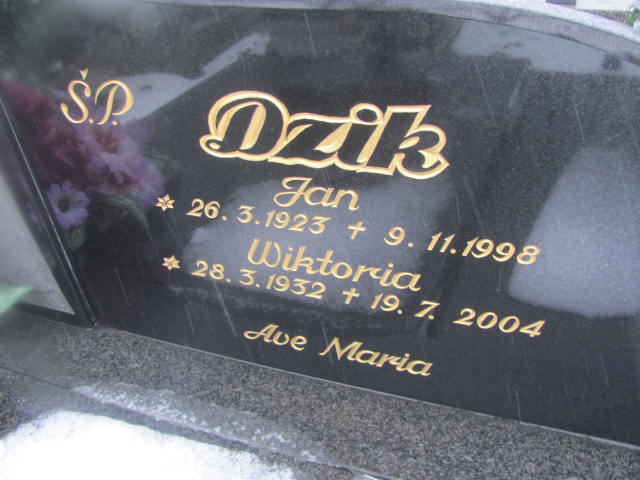 Š.P.
Dzik
Jan
* 26. 3. 1923 + 9. 11. 1998
Wiktoria
* 28. 3. 1932 + 19. 7. 2004
Ave Maria